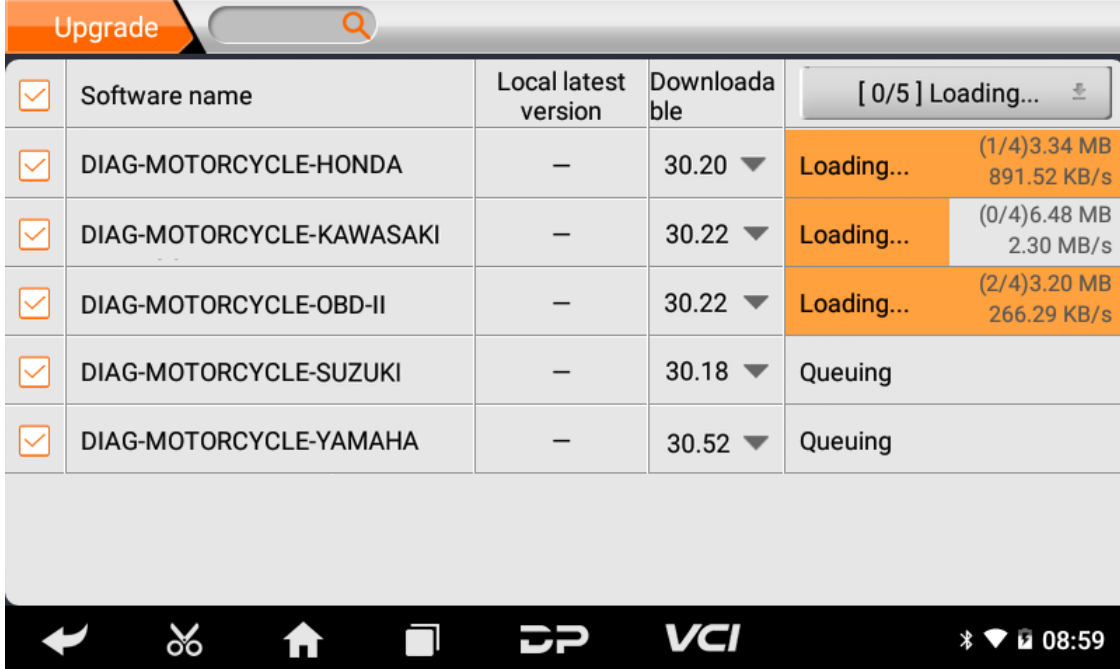 Upgrade
Software name
Local latest
version
Downloada
ble
[ 0/5 ] Loading...
DIAG-MOTORCYCLE-HONDA
–
30.20
Loading...
(1/4)3.34 MB
891.52 KB/s
DIAG-MOTORCYCLE-KAWASAKI
–
30.22
Loading...
(0/4)6.48 MB
2.30 MB/s
DIAG-MOTORCYCLE-OBD-II
–
30.22
Loading...
(2/4)3.20 MB
266.29 KB/s
DIAG-MOTORCYCLE-SUZUKI
–
30.18
Queuing
DIAG-MOTORCYCLE-YAMAHA
–
30.52
Queuing
DP
VCI
08:59